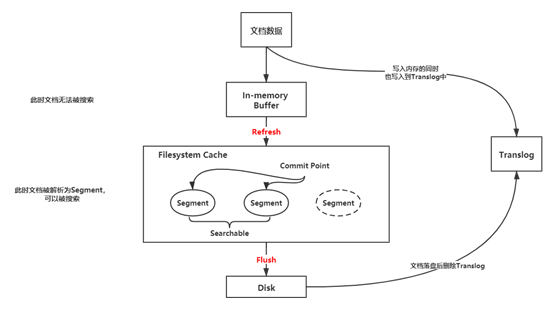 文档数据
写入内存的同时
也写入到Translog中
此时文档无法被搜索
In-memory
Buffer
Refresh
Filesystem Cache
Commit Point
Translog
此时文档被解析为Segment，
可以被搜索
Segment
Segment
Segment
Searchable
Flush
文档落盘后删除Translog
Disk